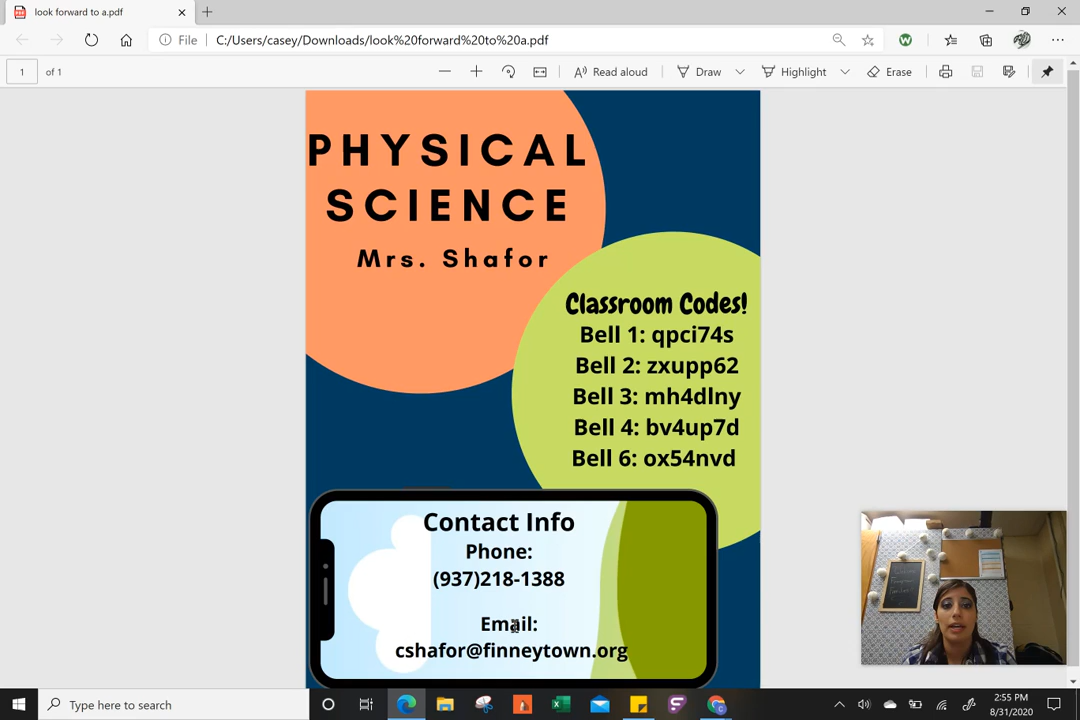 look forward to a.pdf
File
C:/Users/casey/Downloads/look%20forward%20to%20a.pdf
1 of 1
Read aloud
Draw
Highlight
Erase
PHYSICAL
SCIENCE
Mrs. Shafor
Classroom Codes!
Bell 1: qpci74s
Bell 2: zxupp62
Bell 3: mh4dlny
Bell 4: bv4up7d
Bell 6: ox54nvd
Contact Info
Phone:
(937)218-1388
Email:
cshafor@finneytown.org
Type here to search
2:55 PM
8/31/2020